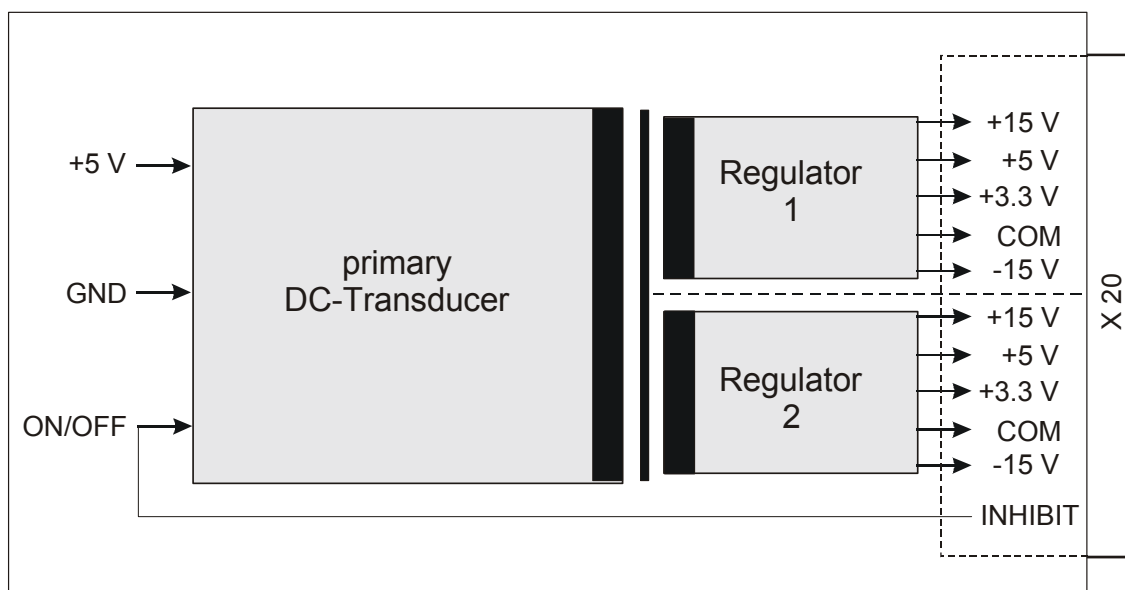 +5 V
GND
ON/OFF
primary
DC-Transducer
Regulator
1
+15 V
+5 V
+3.3 V
COM
-15 V
Regulator
2
+15 V
+5 V
+3.3 V
COM
-15 V
INHIBIT
X 20